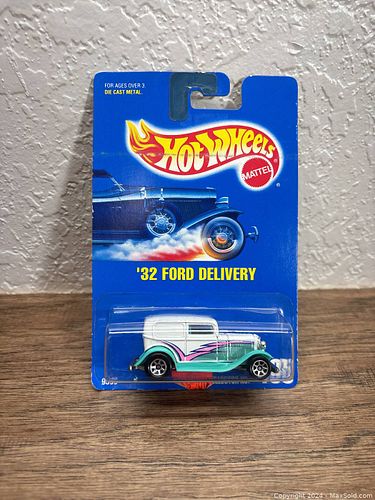 FOR AGES OVER 3.
DIE CAST METAL.
Hot Wheels
MATTEL
®
'32 FORD DELIVERY
Copyright 2024 - MaxSold.com